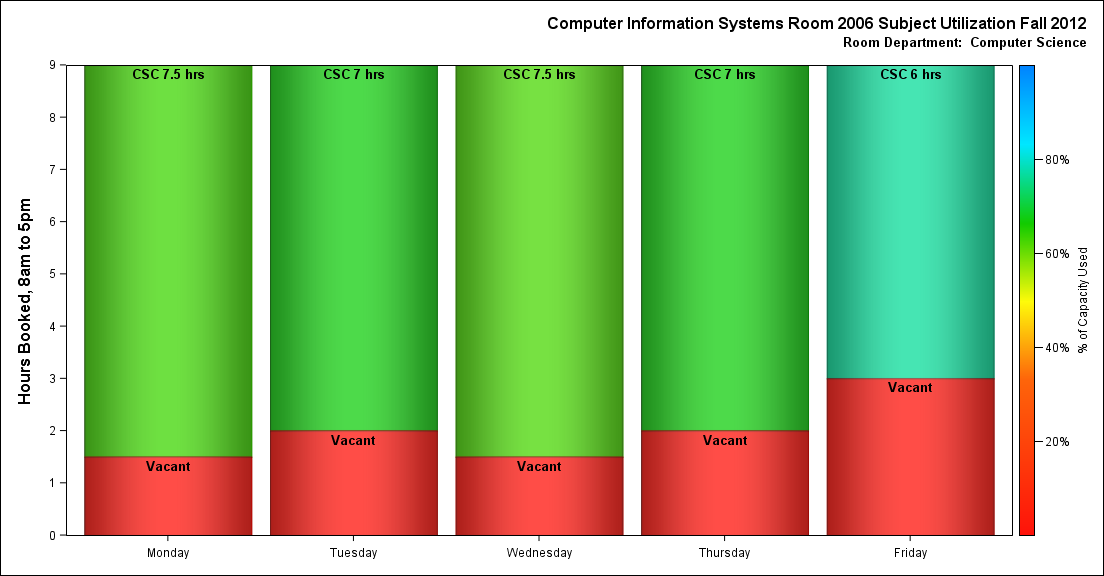 Computer Information Systems Room 2006 Subject Utilization Fall 2012
Room Department:  Computer Science
Hours Booked, 8am to 5pm
9
8
7
6
5
4
3
2
1
0
CSC 7.5 hrs
CSC 7 hrs
CSC 7.5 hrs
CSC 7 hrs
CSC 6 hrs
Vacant
Vacant
Vacant
Vacant
Vacant
Monday
Tuesday
Wednesday
Thursday
Friday
80%
60%
40%
20%
% of Capacity Used